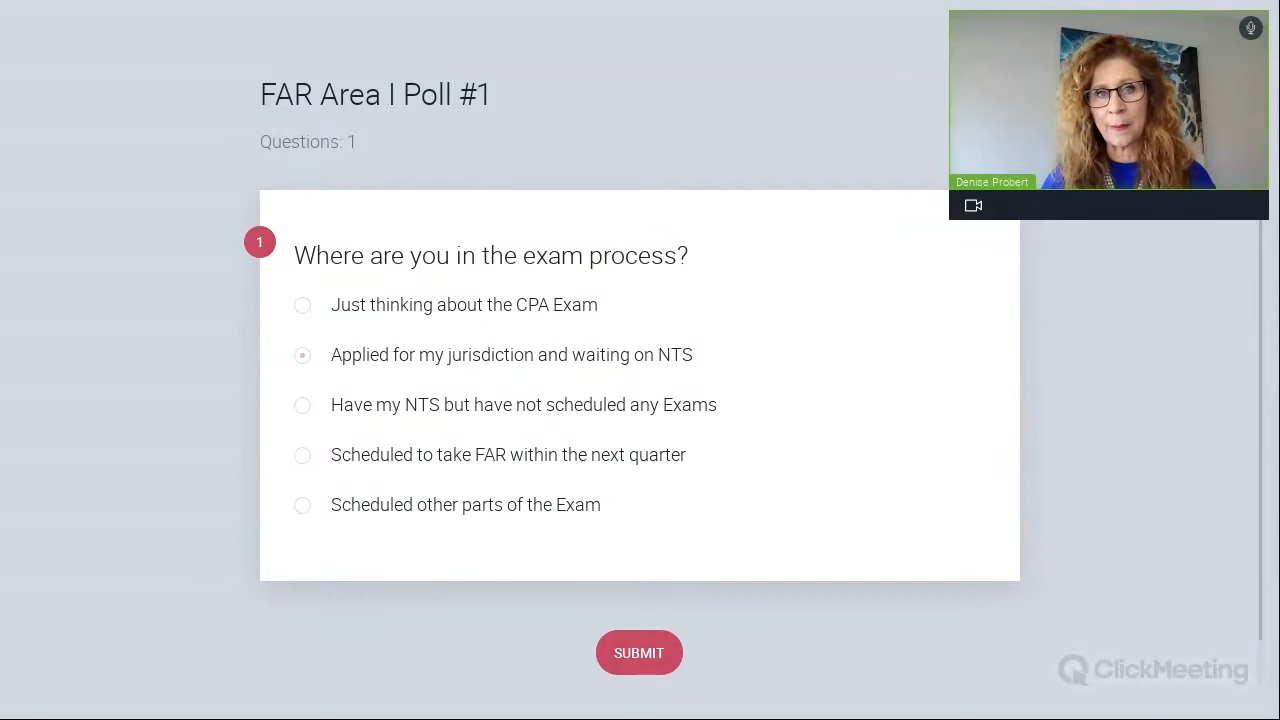 FAR Area I Poll #1
Questions: 1
Denise Probert
1
Where are you in the exam process?
Just thinking about the CPA Exam
Applied for my jurisdiction and waiting on NTS
Have my NTS but have not scheduled any Exams
Scheduled to take FAR within the next quarter
Scheduled other parts of the Exam
SUBMIT
ClickMeeting